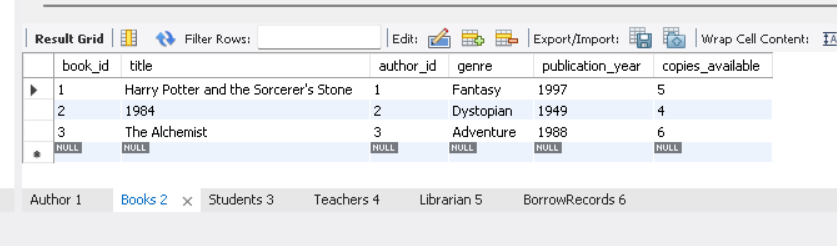 Result Grid Filter Rows: Edit: Export/Import: Wrap Cell Content: IA
book_id title author_id genre publication_year copies_available
1 Harry Potter and the Sorcerer's Stone 1 Fantasy 1997 5
2 1984 2 Dystopian 1949 4
3 The Alchemist 3 Adventure 1988 6
NULL NULL NULL NULL NULL NULL
Author 1 Books 2 Students 3 Teachers 4 Librarian 5 BorrowRecords 6